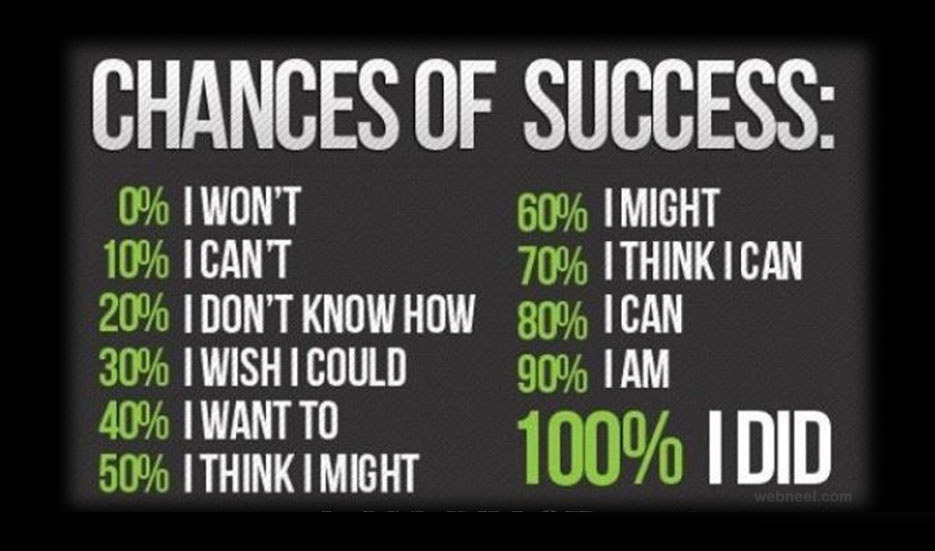 CHANCES OF SUCCESS:
0% I WON'T
10% I CAN'T
20% I DON'T KNOW HOW
30% I WISH I COULD
40% I WANT TO
50% I THINK I MIGHT
60% I MIGHT
70% I THINK I CAN
80% I CAN
90% I AM
100% I DID
webneel.com